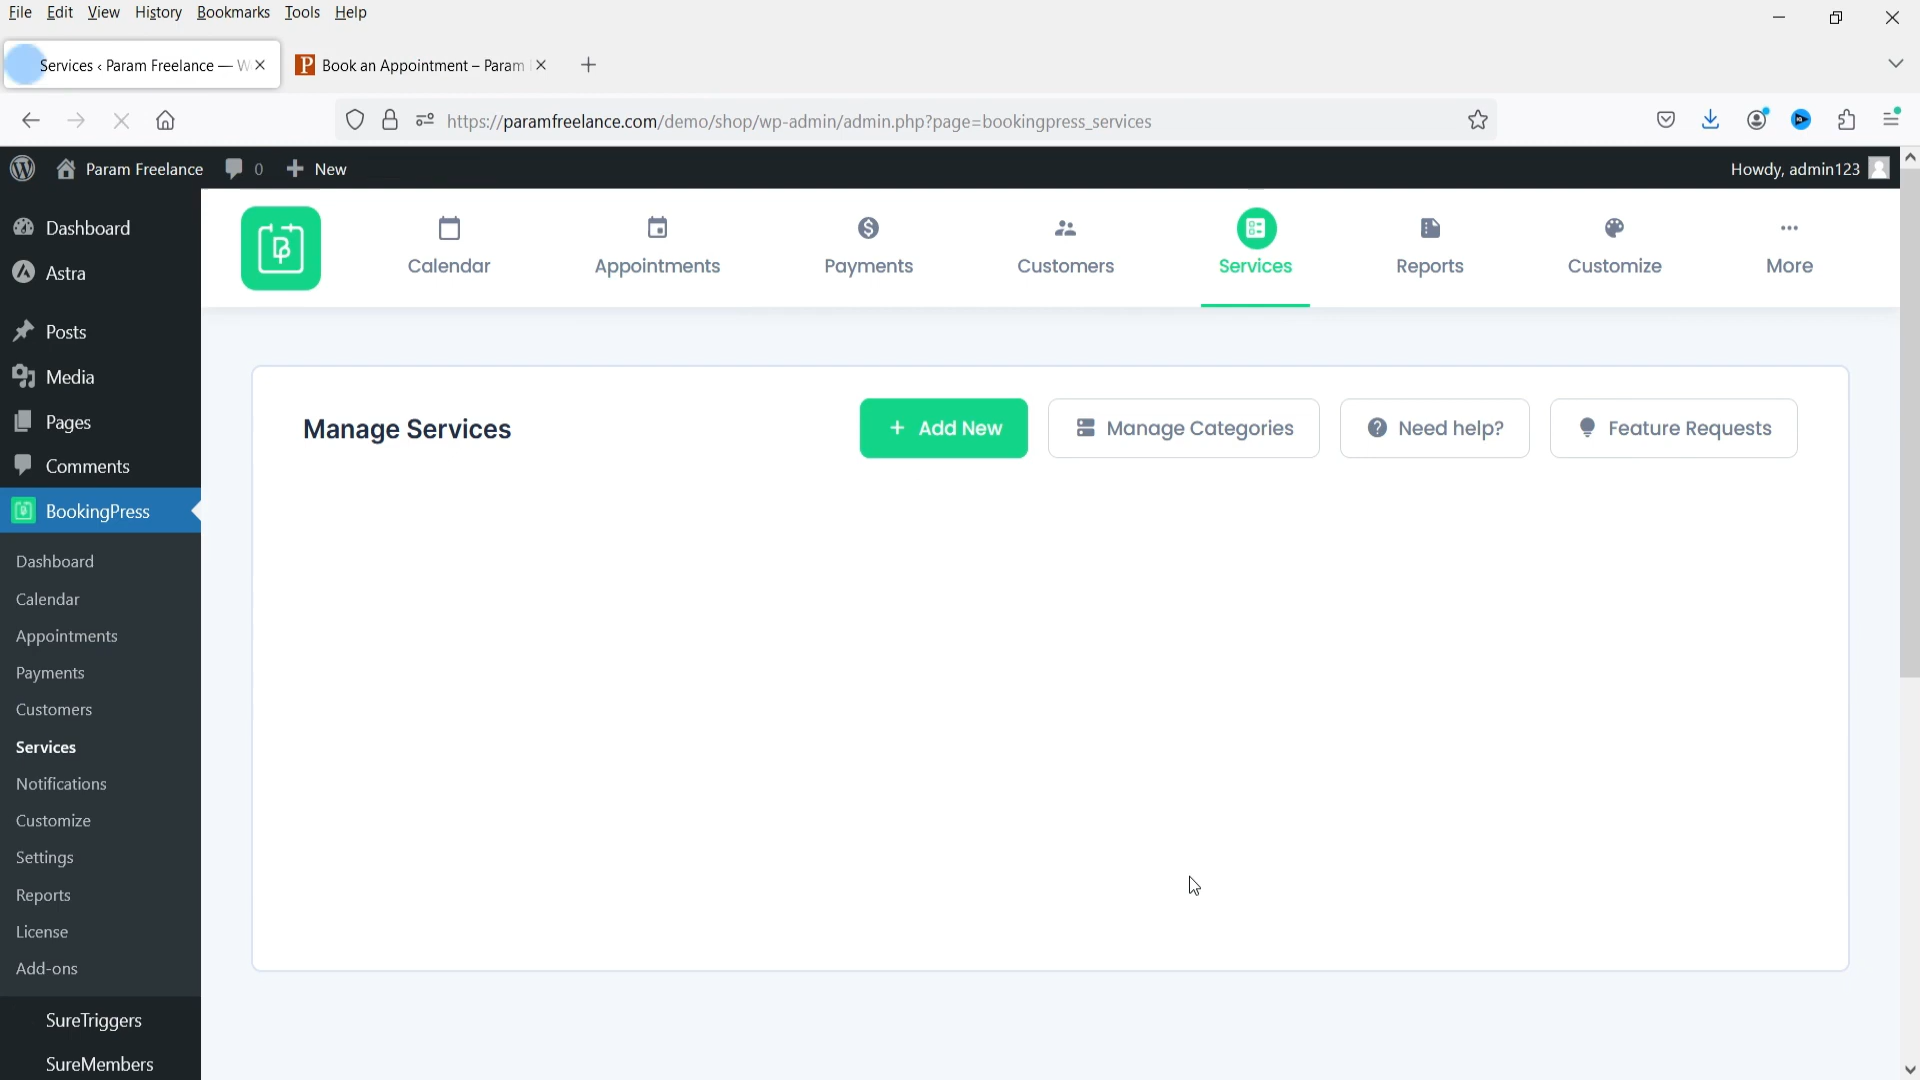 File Edit View History Bookmarks Tools Help
Services ‹ Param Freelance — W
Book an Appointment – Param
https://paramfreelance.com/demo/shop/wp-admin/admin.php?page=bookingpress_services
Param Freelance 0 New
Howdy, admin123
Dashboard
Astra
Posts
Media
Pages
Comments
BookingPress
Dashboard
Calendar
Appointments
Payments
Customers
Services
Notifications
Customize
Settings
Reports
License
Add-ons
SureTriggers
SureMembers
Calendar Appointments Payments Customers Services Reports Customize More
Manage Services
+ Add New Manage Categories Need help? Feature Requests